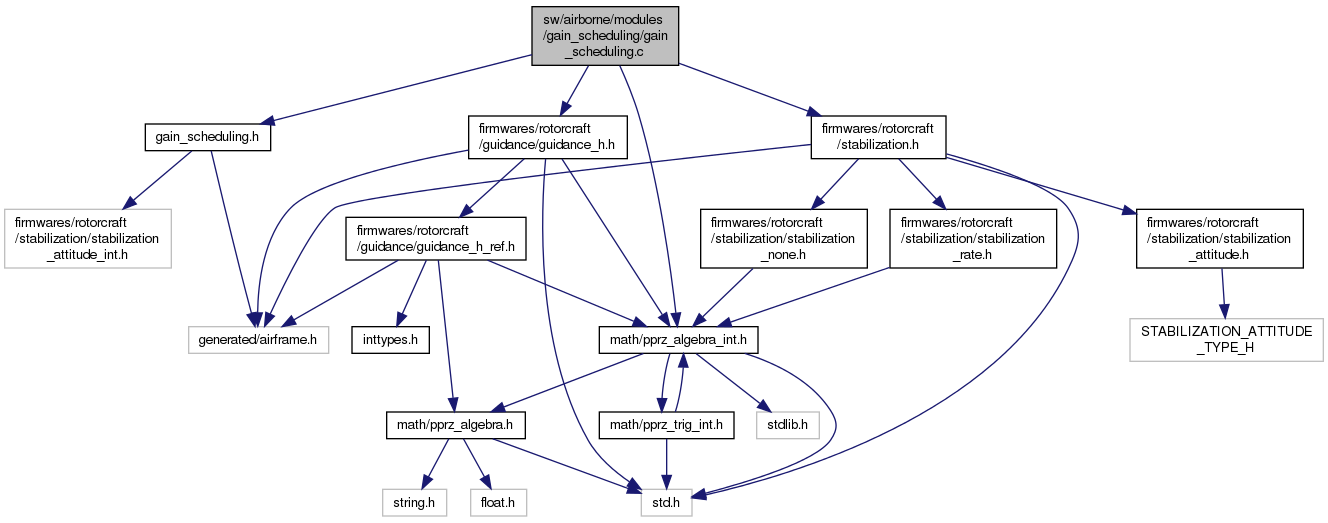 sw/airborne/modules
/gain_scheduling/gain
_scheduling.c
gain_scheduling.h
firmwares/rotorcraft
/guidance/guidance_h.h
firmwares/rotorcraft
/stabilization.h
firmwares/rotorcraft
/stabilization/stabilization
_attitude_int.h
firmwares/rotorcraft
/guidance/guidance_h_ref.h
firmwares/rotorcraft
/stabilization/stabilization
_none.h
firmwares/rotorcraft
/stabilization/stabilization
_rate.h
firmwares/rotorcraft
/stabilization/stabilization
_attitude.h
generated/airframe.h
inttypes.h
math/pprz_algebra_int.h
STABILIZATION_ATTITUDE
_TYPE_H
math/pprz_algebra.h
math/pprz_trig_int.h
stdlib.h
string.h
float.h
std.h